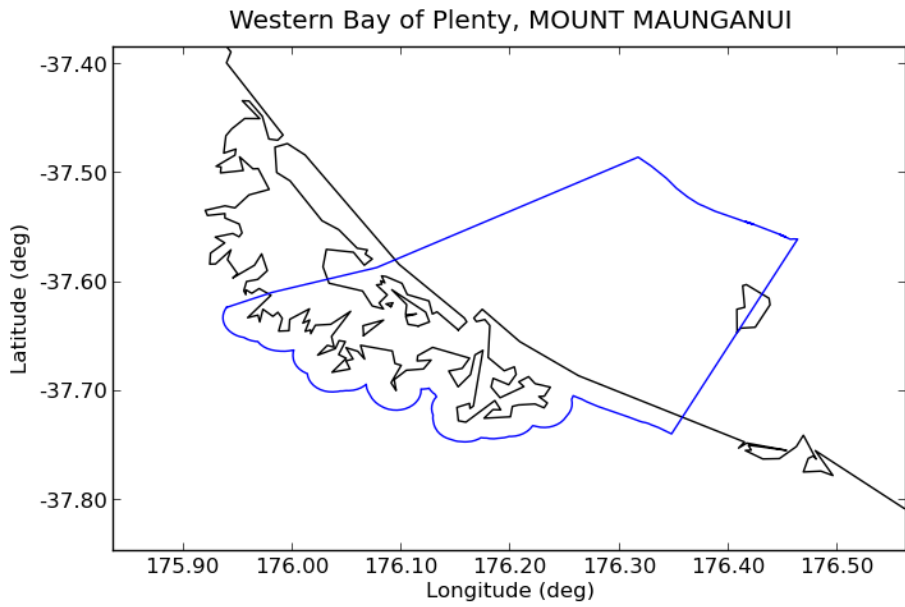 Western Bay of Plenty, MOUNT MAUNGANUI
-37.40
-37.50
-37.60
-37.70
-37.80
Latitude (deg)
175.90 176.00 176.10 176.20 176.30 176.40 176.50
Longitude (deg)